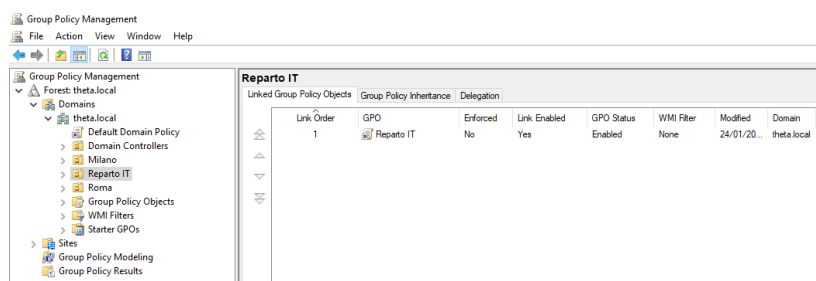 Group Policy Management
File Action View Window Help
Group Policy Management
Forest: theta.local
Domains
theta.local
Default Domain Policy
Domain Controllers
Milano
Reparto IT
Roma
Group Policy Objects
WMI Filters
Starter GPOs
Sites
Group Policy Modeling
Group Policy Results
Reparto IT
Linked Group Policy Objects Group Policy Inheritance Delegation
Link Order GPO Enforced Link Enabled GPO Status WMI Filter Modified Domain
1 Reparto IT No Yes Enabled None 24/01/20... theta.local